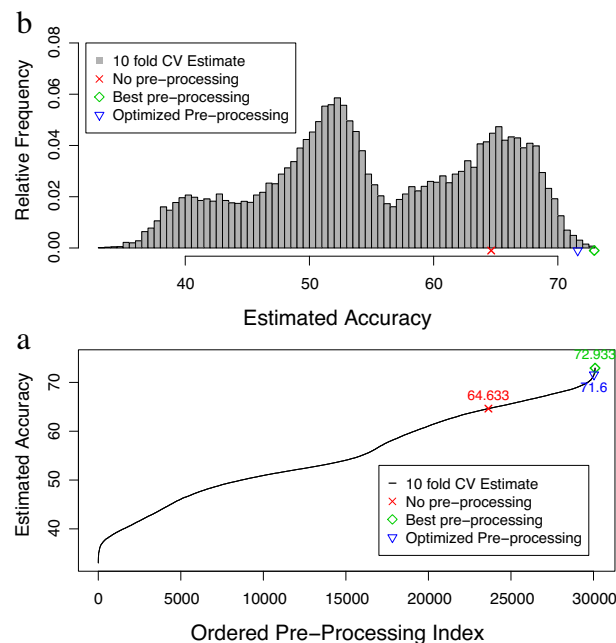 b
Relative Frequency
0.00 0.02 0.04 0.06 0.08
10 fold CV Estimate
No pre−processing
Best pre−processing
Optimized Pre−processing
40 50 60 70
Estimated Accuracy
a
Estimated Accuracy
40 50 60 70
72.933
71.6
64.633
10 fold CV Estimate
No pre−processing
Best pre−processing
Optimized Pre−processing
0 5000 10000 15000 20000 25000 30000
Ordered Pre−Processing Index